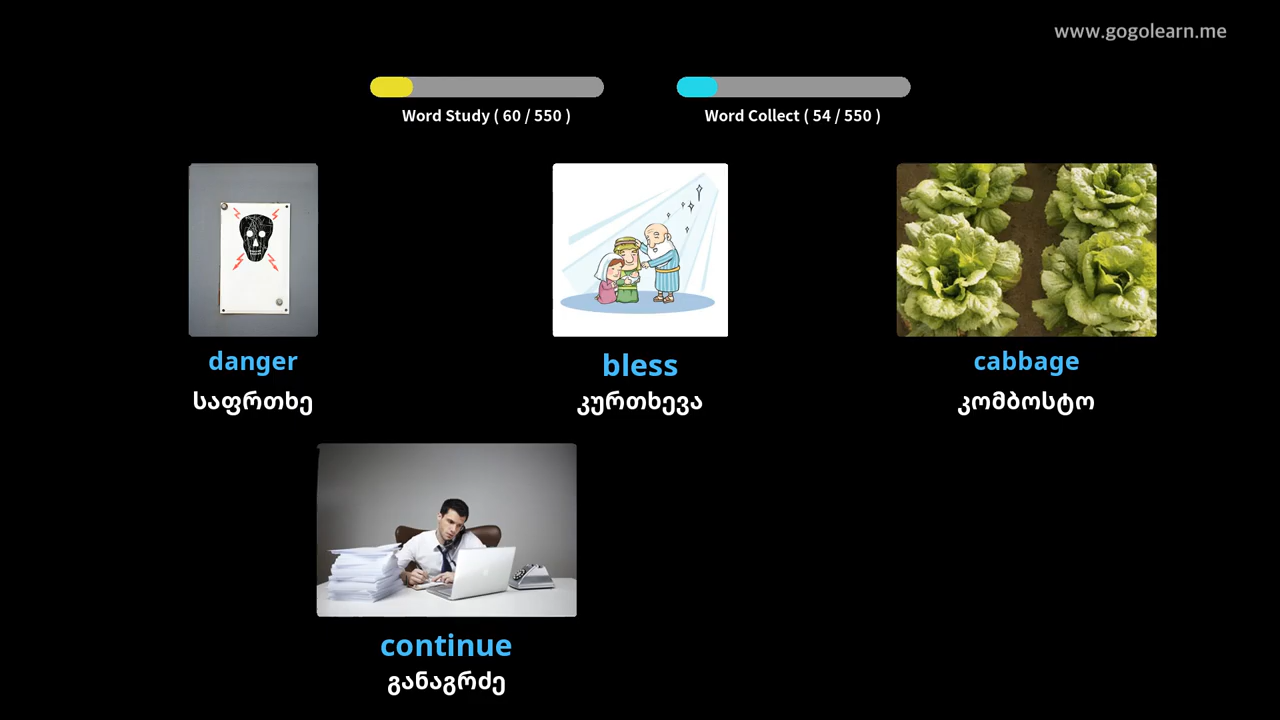 www.gogolearn.me
Word Study ( 60 / 550 )
Word Collect ( 54 / 550 )
danger
bless
cabbage
საფრთხე
კურთხევა
კომბოსტო
continue
განაგრძე